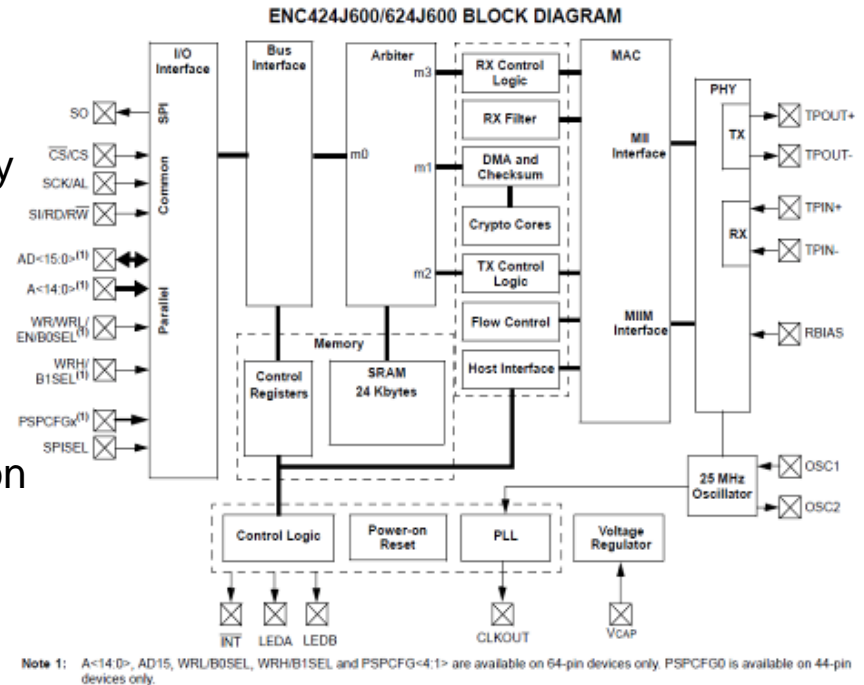 ENC424J600/624J600 BLOCK DIAGRAM
I/O
Interface
Bus
Interface
Arbiter
m3
m0
m1
m2
RX Control
Logic
RX Filter
DMA and
Checksum
Crypto Cores
TX Control
Logic
Flow Control
Host Interface
MAC
MII
Interface
MIIM
Interface
PHY
TX
RX
TPOUT+
TPOUT-
TPIN+
TPIN-
RBIAS
SO
CS/CS
SCK/AL
SI/RD/RW
AD<15:0>(1)
A<14:0>(1)
WR/WRL/
EN/B0SEL(1)
WRH/
B1SEL(1)
PSPCFGx(1)
SPISEL
SPI
Common
Parallel
y
on
Memory
Control
Registers
SRAM
24 Kbytes
25 MHz
Oscillator
OSC1
OSC2
Control Logic
Power-on
Reset
PLL
Voltage
Regulator
INT
LEDA
LEDB
CLKOUT
VCAP
Note 1: A<14:0>, AD15, WRL/B0SEL, WRH/B1SEL and PSPCFG<4:1> are available on 64-pin devices only. PSPCFG0 is available on 44-pin
devices only.